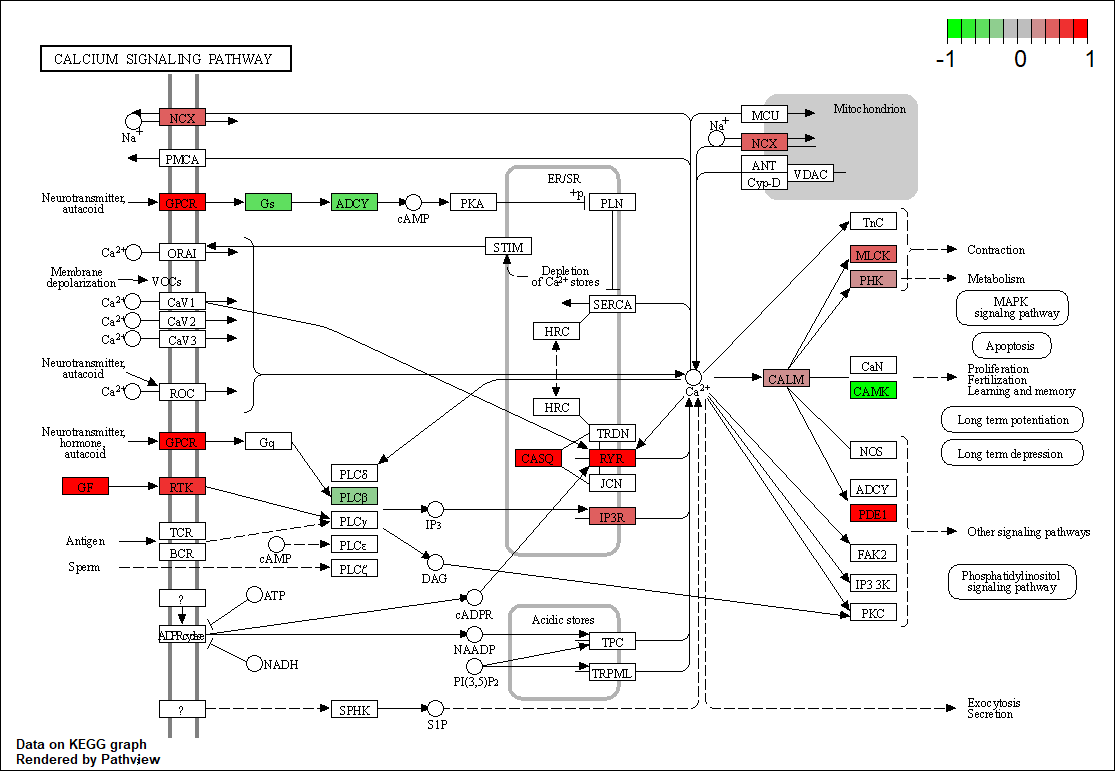 -1 0 1
CALCIUM SIGNALING PATHWAY
NCX
Na+
PMCA
Neurotransmitter,
autacoid
GPCR
Gs
ADCY
cAMP
PKA
ER/SR
+p
PLN
Ca2+
ORAI
STIM
Membrane
depolarization
VOCs
Depletion
of Ca2+ stores
Ca2+
CaV1
Ca2+
CaV2
Ca2+
CaV3
SERCA
HRC
Neurotransmitter,
autacoid
Ca2+
ROC
HRC
Neurotransmitter,
hormone,
autacoid
GPCR
Gq
TRDN
CASQ
RYR
JCN
GF
RTK
PLCδ
PLCβ
PLCγ
PLCε
PLCζ
IP3
IP3R
TCR
BCR
Antigen
Sperm
cAMP
DAG
?
ATP
cADPR
NADH
NAADP
PI(3,5)P2
Acidic stores
TPC
TRPML
?
SPHK
S1P
Mitochondrion
MCU
Na+
NCX
ANT
Cyp-D
VDAC
Ca2+
CALM
TnC
MLCK
PHK
Contraction
Metabolism
MAPK
signaling pathway
Apoptosis
CaN
CAMK
Proliferation
Fertilization
Learning and memory
Long term potentiation
Long term depression
NOS
ADCY
PDE1
FAK2
IP3 3K
PKC
Other signaling pathways
Phosphatidylinositol
signaling pathway
Exocytosis
Secretion
Data on KEGG graph
Rendered by Pathview